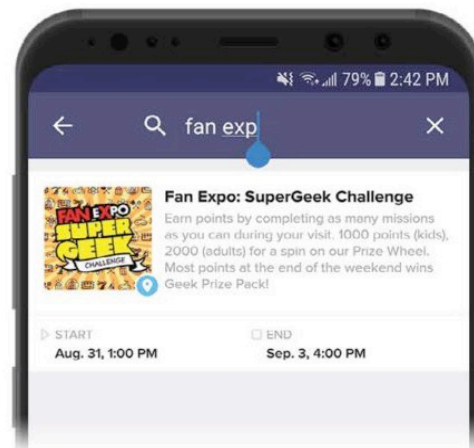 79% 2:42 PM
fan exp
FAN EXPO
SUPER
GEEK
CHALLENGE
Fan Expo: SuperGeek Challenge
Earn points by completing as many missions
as you can during your visit. 1000 points (kids),
2000 (adults) for a spin on our Prize Wheel.
Most points at the end of the weekend wins
Geek Prize Pack!
START
Aug. 31, 1:00 PM
END
Sep. 3, 4:00 PM